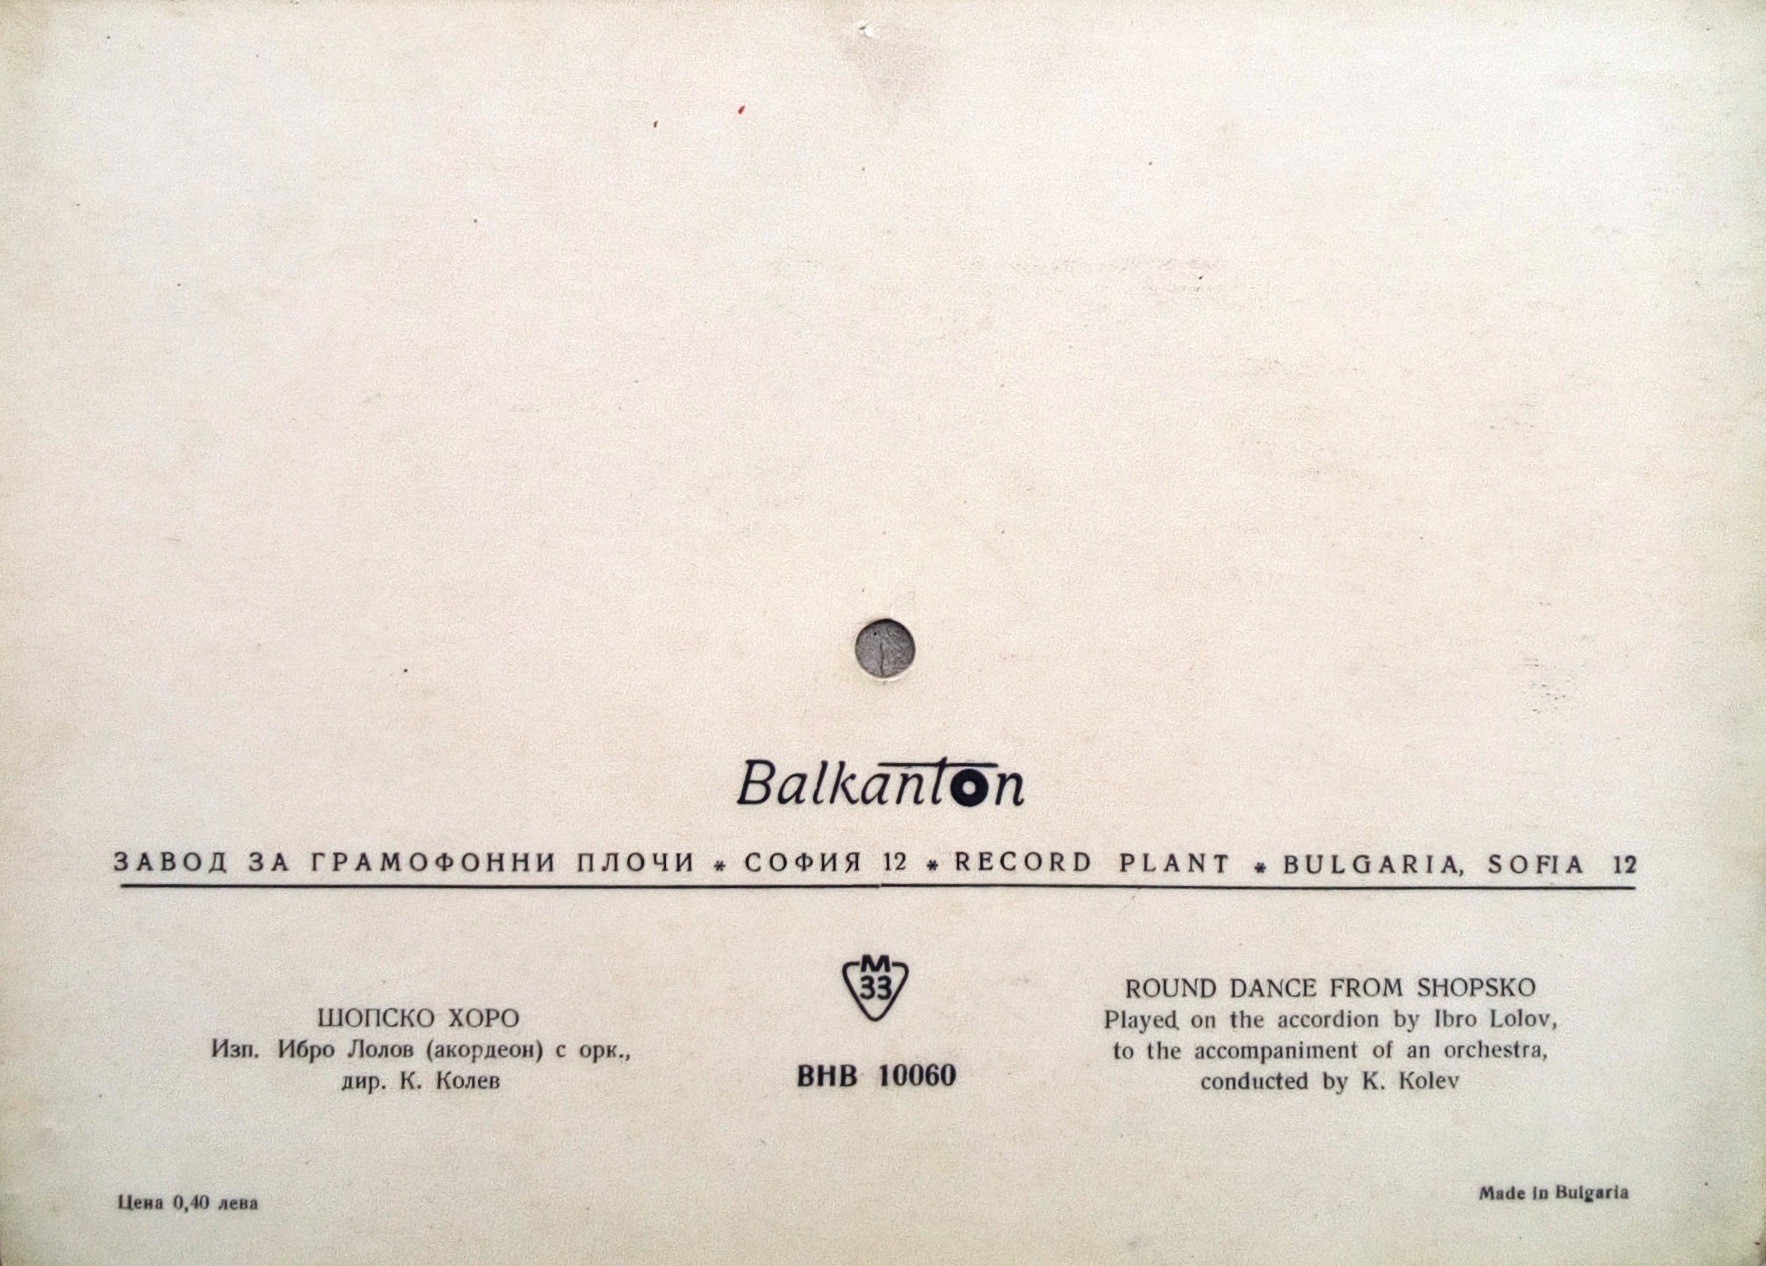 Balkanton
ЗАВОД ЗА ГРАМОФОННИ ПЛОЧИ * СОФИЯ 12 * RECORD PLANT * BULGARIA, SOFIA 12
ШОПСКО ХОРО
Изп. Ибро Лолов (акордеон) с орк.,
дир. К. Колев
М
33
ВНВ 10060
ROUND DANCE FROM SHOPSKO
Played on the accordion by Ibro Lolov,
to the accompaniment of an orchestra,
conducted by K. Kolev
Цена 0,40 лева
Made in Bulgaria